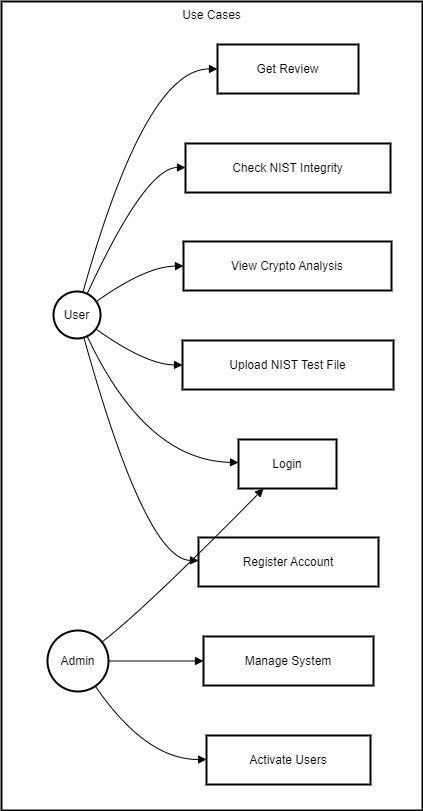 Use Cases
Get Review
Check NIST Integrity
View Crypto Analysis
User
Upload NIST Test File
Login
Register Account
Admin
Manage System
Activate Users